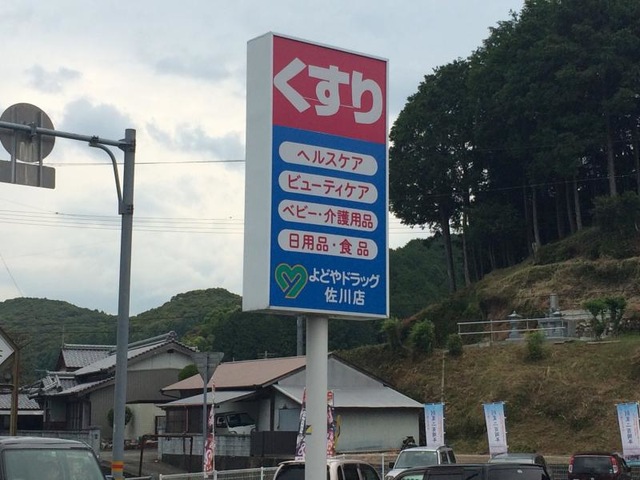 くすり
ヘルスケア
ビューティケア
ベビー・介護用品
日用品・食品
よどやドラッグ
佐川店